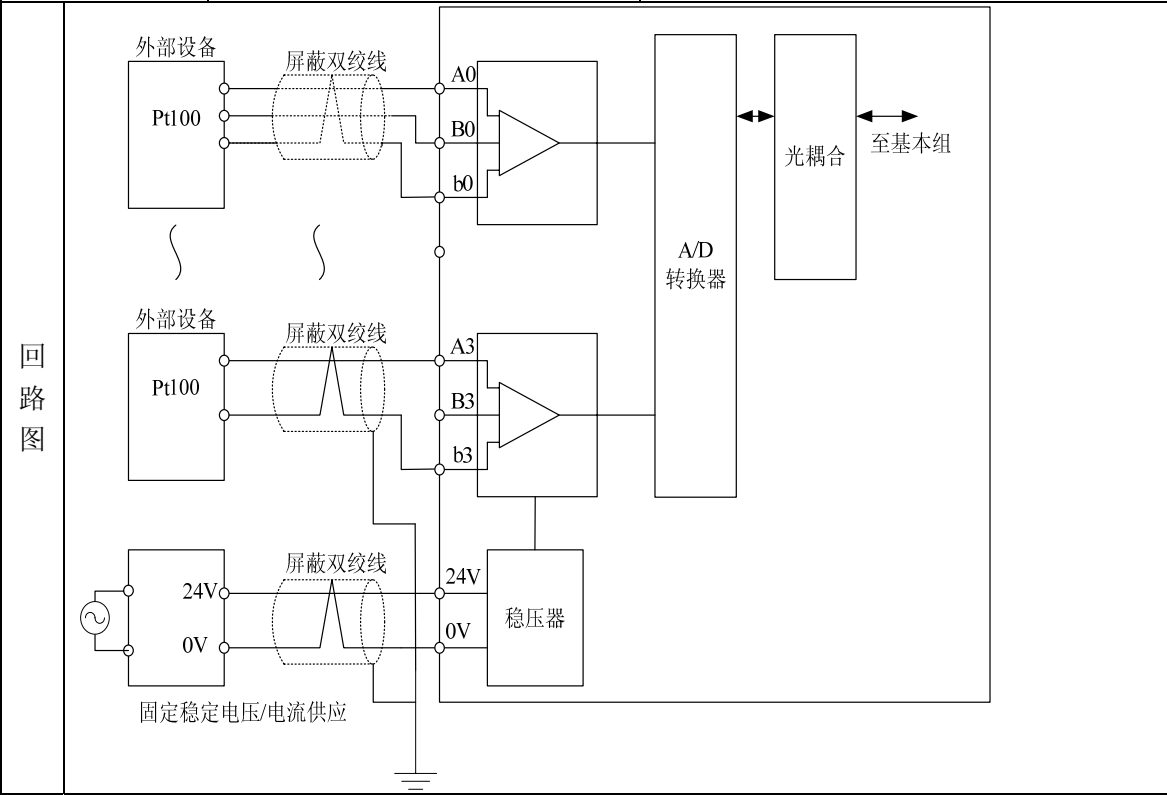 回
路
图
外部设备
屏蔽双绞线
Pt100
A0
B0
b0
A/D
转换器
光耦合
至基本组
外部设备
屏蔽双绞线
Pt100
A3
B3
b3
屏蔽双绞线
24V
0V
24V
0V
稳压器
固定稳定电压/电流供应